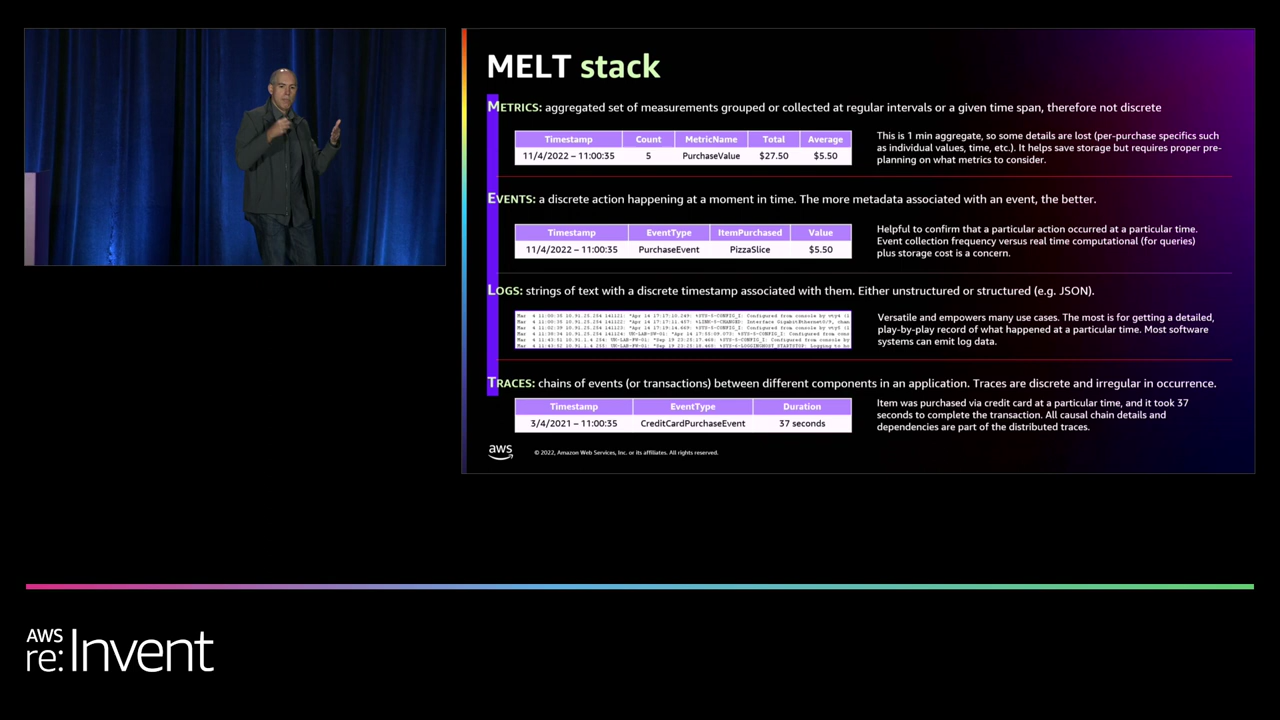 MELT stack
METRICS: aggregated set of measurements grouped or collected at regular intervals or a given time span, therefore not discrete
Timestamp Count MetricName Total Average
11/4/2022 – 11:00:35 5 PurchaseValue $27.50 $5.50
This is 1 min aggregate, so some details are lost (per-purchase specifics such
as individual values, time, etc.). It helps save storage but requires proper pre-
planning on what metrics to consider.
EVENTS: a discrete action happening at a moment in time. The more metadata associated with an event, the better.
Timestamp EventType ItemPurchased Value
11/4/2022 – 11:00:35 PurchaseEvent PizzaSlice $5.50
Helpful to confirm that a particular action occurred at a particular time.
Event collection frequency versus real time computational (for queries)
plus storage cost is a concern.
LOGS: strings of text with a discrete timestamp associated with them. Either unstructured or structured (e.g. JSON).
Versatile and empowers many use cases. The most is for getting a detailed,
play-by-play record of what happened at a particular time. Most software
systems can emit log data.
TRACES: chains of events (or transactions) between different components in an application. Traces are discrete and irregular in occurrence.
Timestamp EventType Duration
3/4/2021 – 11:00:35 CreditCardPurchaseEvent 37 seconds
Item was purchased via credit card at a particular time, and it took 37
seconds to complete the transaction. All causal chain details and
dependencies are part of the distributed traces.
aws
© 2022, Amazon Web Services, Inc. or its affiliates. All rights reserved.
AWS
re:Invent